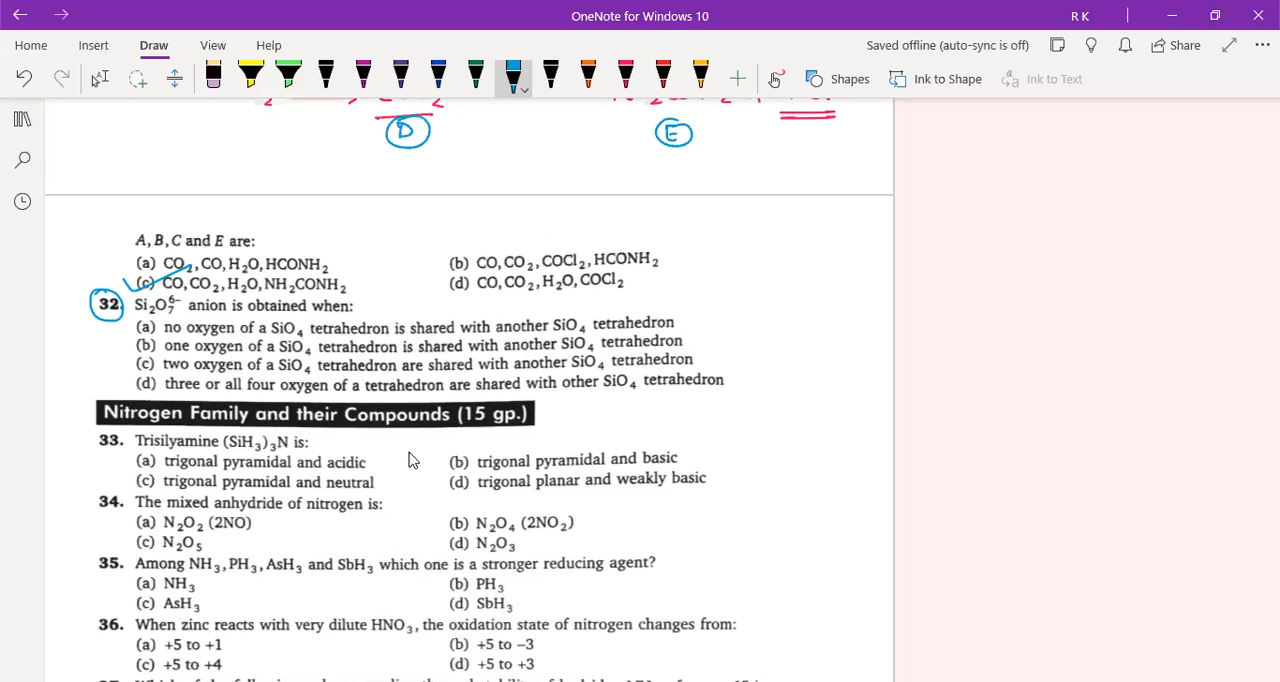 OneNote for Windows 10
R K
Home Insert Draw View Help
Saved offline (auto-sync is off) Share
Shapes Ink to Shape Ink to Text
D E
A, B, C and E are:
(a) CO₂, CO, H₂O, HCONH₂ (b) CO, CO₂, COCl₂, HCONH₂
(c) CO, CO₂, H₂O, NH₂CONH₂ (d) CO, CO₂, H₂O, COCl₂
32. Si₂O₇⁶⁻ anion is obtained when:
(a) no oxygen of a SiO₄ tetrahedron is shared with another SiO₄ tetrahedron
(b) one oxygen of a SiO₄ tetrahedron is shared with another SiO₄ tetrahedron
(c) two oxygen of a SiO₄ tetrahedron are shared with another SiO₄ tetrahedron
(d) three or all four oxygen of a tetrahedron are shared with other SiO₄ tetrahedron
Nitrogen Family and their Compounds (15 gp.)
33. Trisilyamine (SiH₃)₃N is:
(a) trigonal pyramidal and acidic (b) trigonal pyramidal and basic
(c) trigonal pyramidal and neutral (d) trigonal planar and weakly basic
34. The mixed anhydride of nitrogen is:
(a) N₂O₂ (2NO) (b) N₂O₄ (2NO₂)
(c) N₂O₅ (d) N₂O₃
35. Among NH₃, PH₃, AsH₃ and SbH₃ which one is a stronger reducing agent?
(a) NH₃ (b) PH₃
(c) AsH₃ (d) SbH₃
36. When zinc reacts with very dilute HNO₃, the oxidation state of nitrogen changes from:
(a) +5 to +1 (b) +5 to −3
(c) +5 to +4 (d) +5 to +3